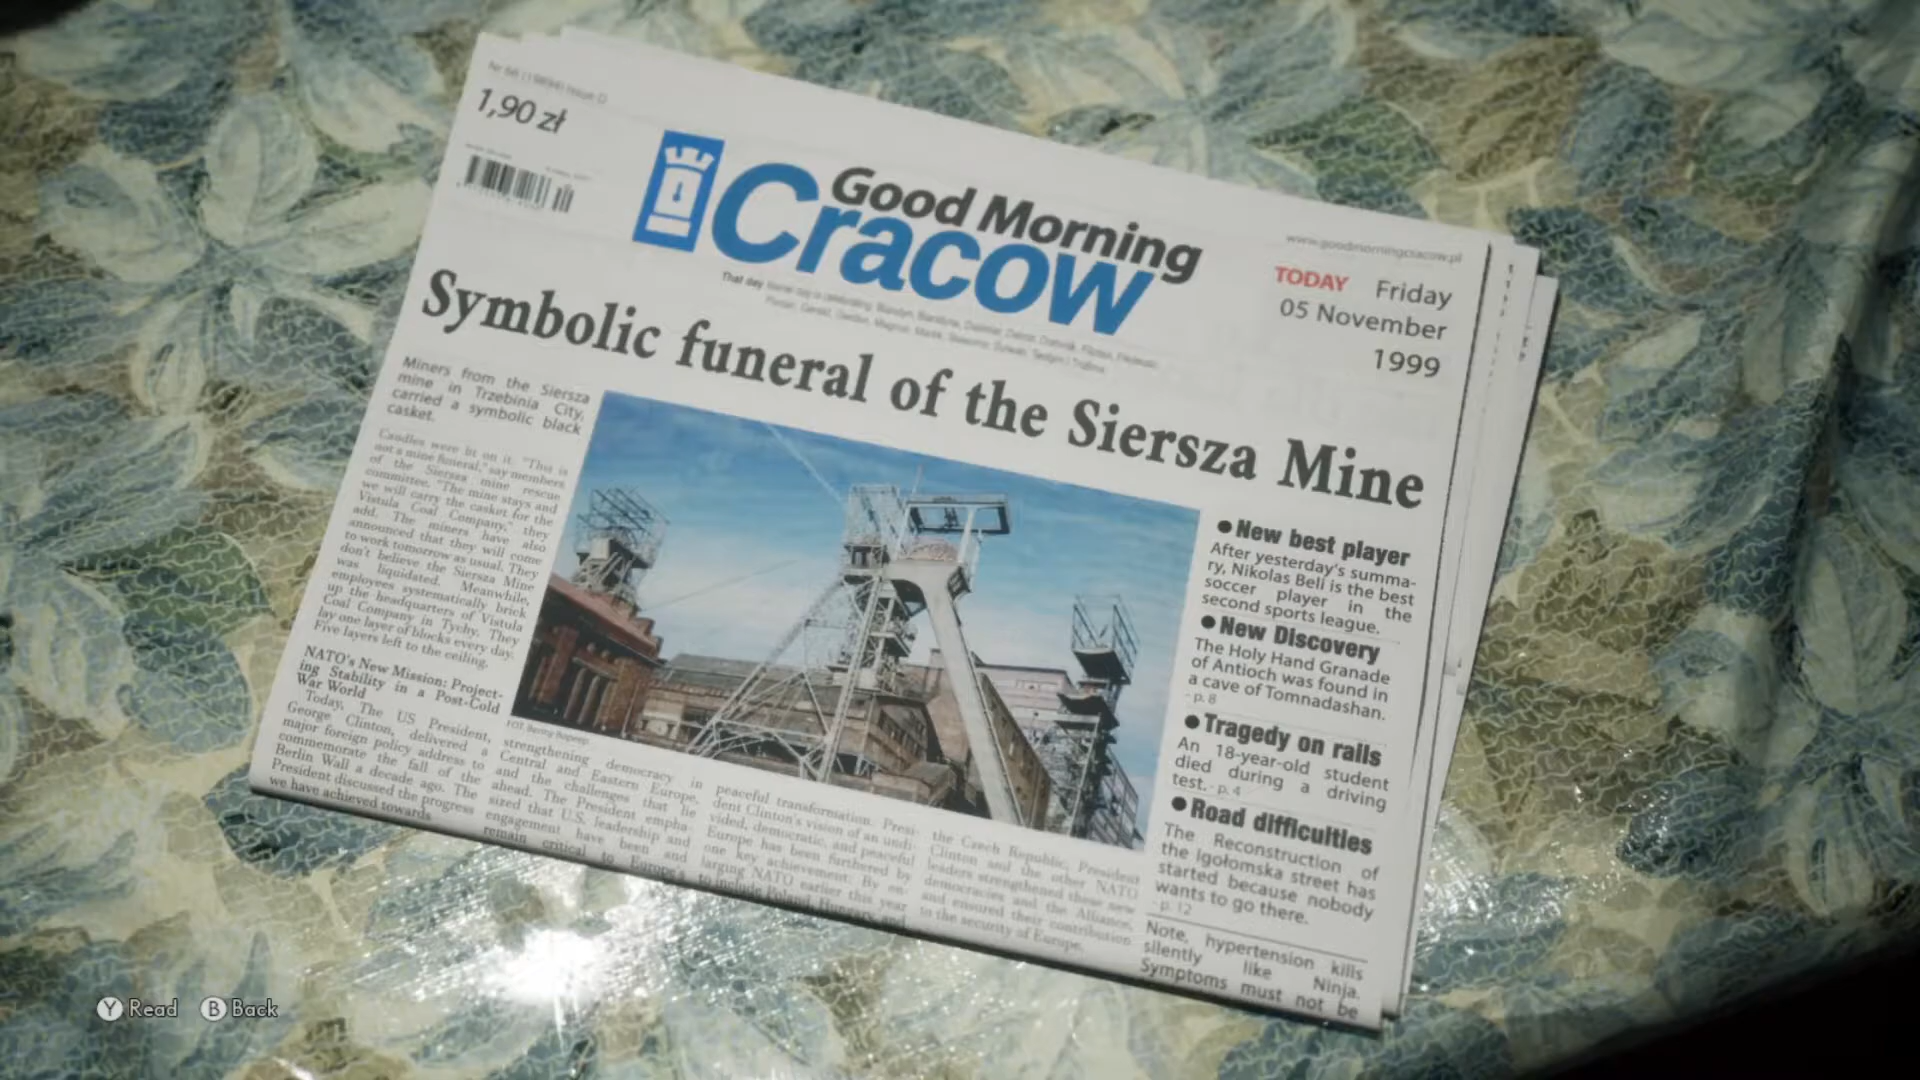 1,90 zł
Good Morning
Cracow
www.goodmorningcracow.pl
TODAY Friday
05 November
1999
That day
Symbolic funeral of the Siersza Mine
Miners from the Siersza
mine in Trzebinia City,
carried a symbolic black
casket.
Candles were lit on it. "This is
not a mine funeral," say members
of the Siersza mine rescue
committee. "The mine stays and
we will carry the casket for the
Vistula Coal Company," they
add. The miners have also
announced that they will come
to work tomorrow as usual. They
don't believe the Siersza Mine
was liquidated. Meanwhile,
employees systematically brick
up the headquarters of Vistula
Coal Company in Tychy. They
lay one layer of blocks every day.
Five layers left to the ceiling.
NATO's New Mission: Project-
ing Stability in a Post-Cold
War World
Today, The US President,
George Clinton, delivered a
major foreign policy address to
commemorate the fall of the
Berlin Wall a decade ago. The
President discussed the progress
we have achieved towards
strengthening democracy in
Central and Eastern Europe,
and the challenges that lie
ahead. The President empha-
sized that U.S. leadership and
engagement have been and
remain critical to Europe's
peaceful transformation. Presi-
dent Clinton's vision of an undi-
vided, democratic, and peaceful
Europe has been furthered by
one key achievement: By en-
larging NATO earlier this year
to include Poland, Hungary, and
the Czech Republic, President
Clinton and the other NATO
leaders strengthened these new
democracies and the Alliance,
and ensured their contribution
to the security of Europe.
● New best player
After yesterday's summa-
ry, Nikolas Beli is the best
soccer player in the
second sports league.
● New Discovery
The Holy Hand Granade
of Antioch was found in
a cave of Tomnadashan.
- p. 8
● Tragedy on rails
An 18-year-old student
died during a driving
test. - p. 4
● Road difficulties
The Reconstruction of
the Igołomska street has
started because nobody
wants to go there.
- p. 12
Note, hypertension kills
silently like Ninja.
Symptoms must not be
Y Read B Back